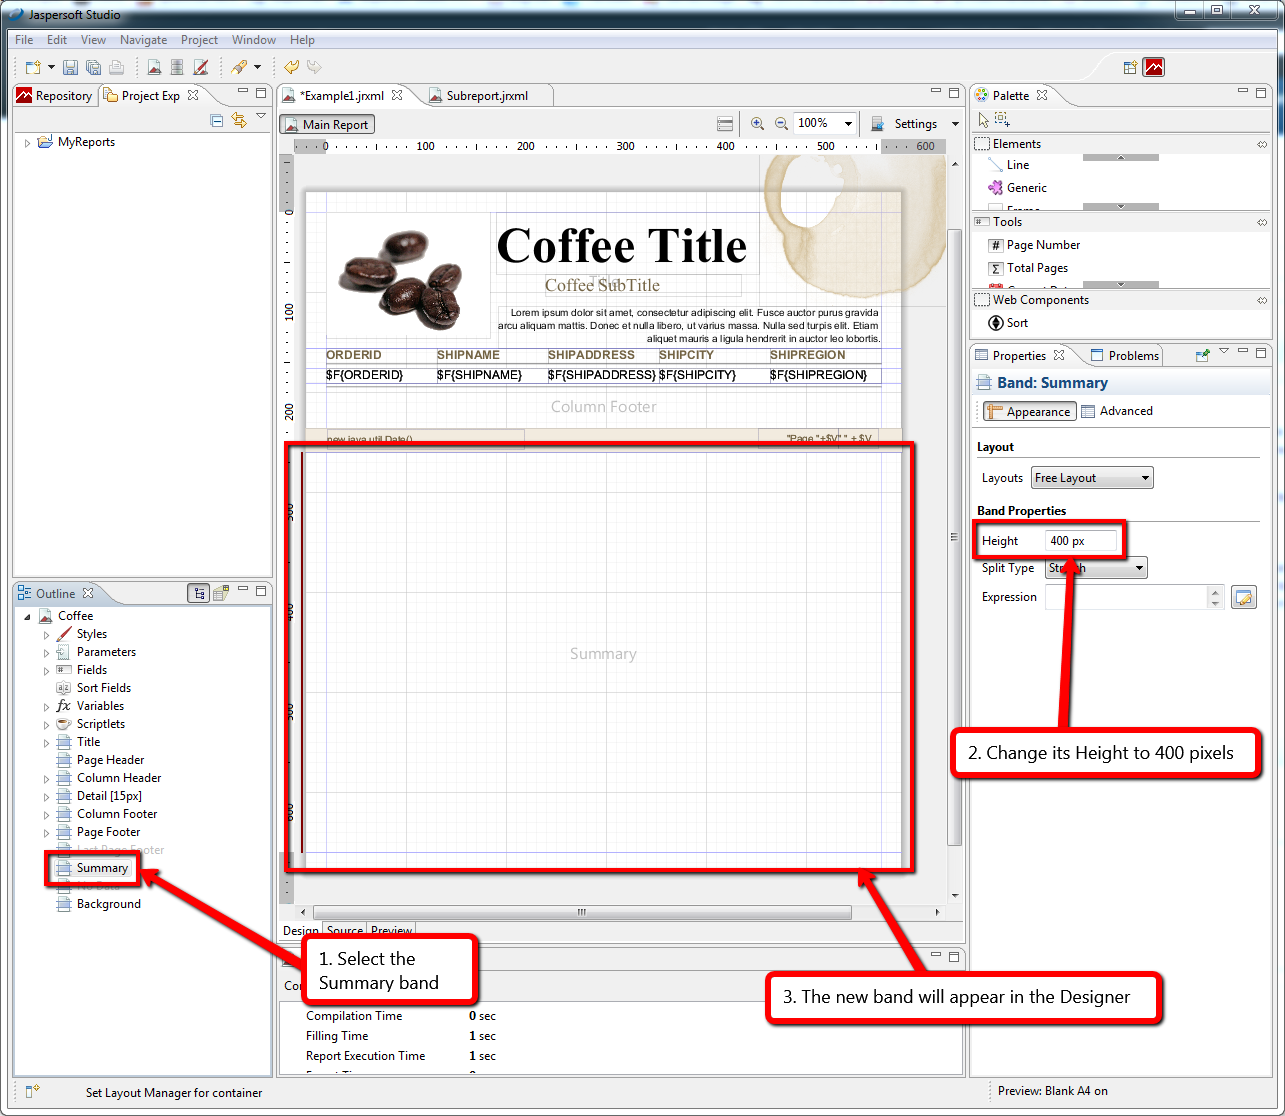 Jaspersoft Studio
File Edit View Navigate Project Window Help
Repository
Project Exp
MyReports
*Example1.jrxml
Subreport.jrxml
Main Report
100%
Settings
0 100 200 300 400 500 600
0
100
200
300
400
500
600
Coffee Title
Title
Coffee SubTitle
Lorem ipsum dolor sit amet, consectetur adipiscing elit. Fusce auctor purus gravida
arcu aliquam mattis. Donec et nulla libero, ut varius massa. Nulla sed turpis elit. Etiam
aliquet mauris a ligula hendrerit in auctor leo lobortis.
ORDERID SHIPNAME SHIPADDRESS SHIPCITY SHIPREGION
$F{ORDERID} $F{SHIPNAME} $F{SHIPADDRESS} $F{SHIPCITY} $F{SHIPREGION}
Column Footer
new java.util.Date()
"Page "+$V" " + $V
Summary
Design Source Preview
Compilation Time 0 sec
Filling Time 1 sec
Report Execution Time 1 sec
Palette
Elements
Line
Generic
Frame
Tools
Page Number
Total Pages
Web Components
Sort
Properties
Problems
Band: Summary
Appearance
Advanced
Layout
Layouts Free Layout
Band Properties
Height 400 px
Split Type Stretch
Expression
Outline
Coffee
Styles
Parameters
Fields
Sort Fields
Variables
Scriptlets
Title
Page Header
Column Header
Detail [15px]
Column Footer
Page Footer
Last Page Footer
Summary
No Data
Background
1. Select the
Summary band
2. Change its Height to 400 pixels
3. The new band will appear in the Designer
Set Layout Manager for container
Preview: Blank A4 on